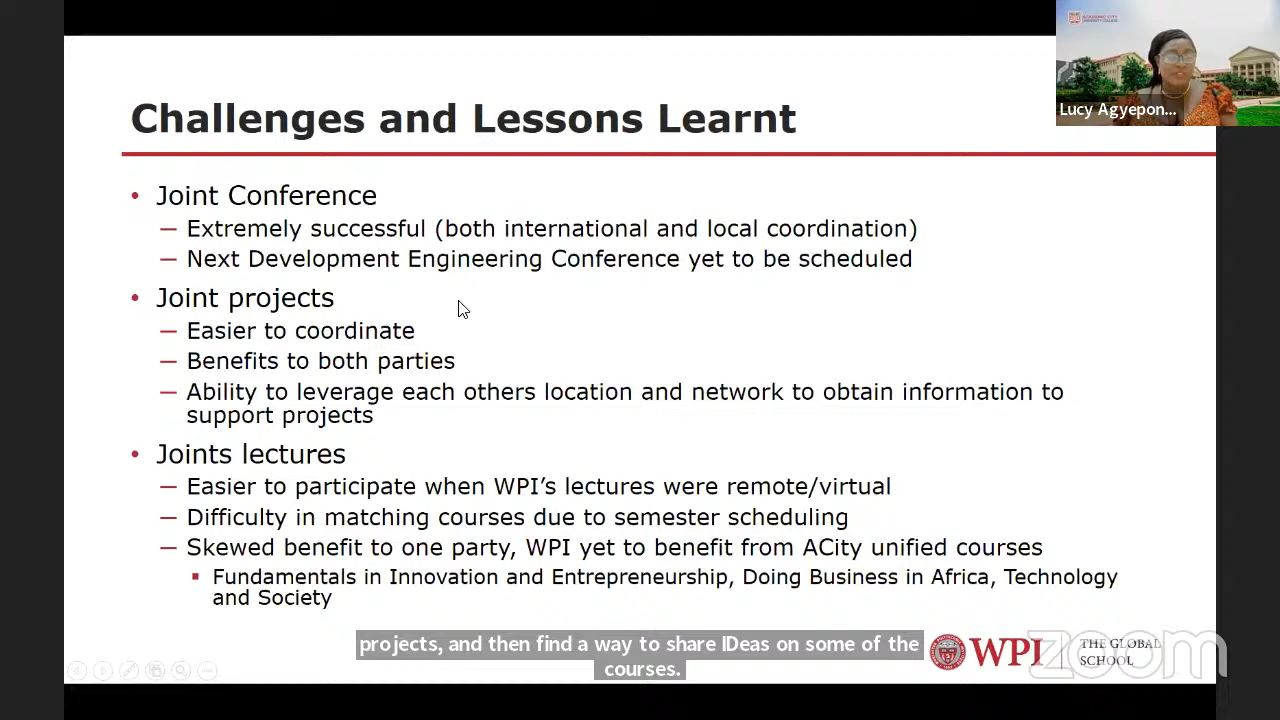 ACADEMIC CITY
UNIVERSITY COLLEGE
Lucy Agyepon...
Challenges and Lessons Learnt
• Joint Conference
– Extremely successful (both international and local coordination)
– Next Development Engineering Conference yet to be scheduled
• Joint projects
– Easier to coordinate
– Benefits to both parties
– Ability to leverage each others location and network to obtain information to
support projects
• Joints lectures
– Easier to participate when WPI’s lectures were remote/virtual
– Difficulty in matching courses due to semester scheduling
– Skewed benefit to one party, WPI yet to benefit from ACity unified courses
▪ Fundamentals in Innovation and Entrepreneurship, Doing Business in Africa, Technology
and Society
projects, and then find a way to share IDeas on some of the
courses.
WPI THE GLOBAL
SCHOOL
zoom